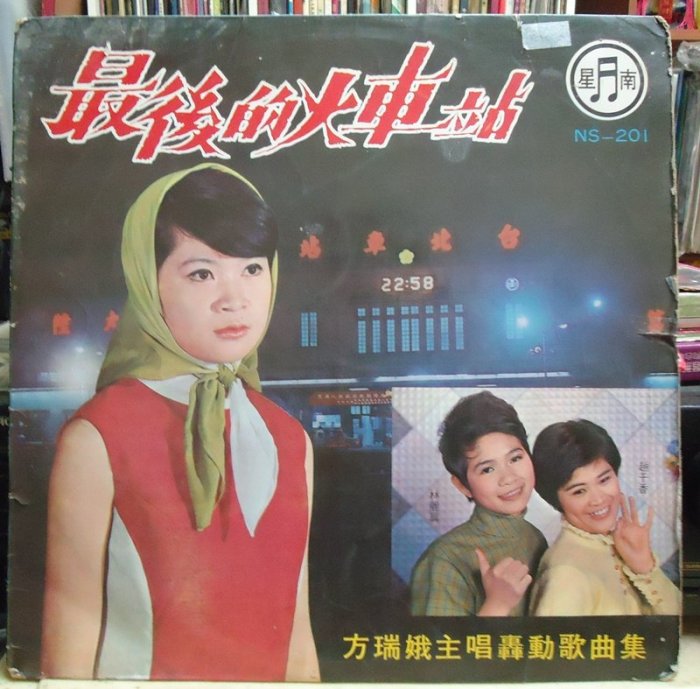 最後的火車站
星南
NS-201
站車北台
22:58
方瑞娥主唱轟動歌曲集